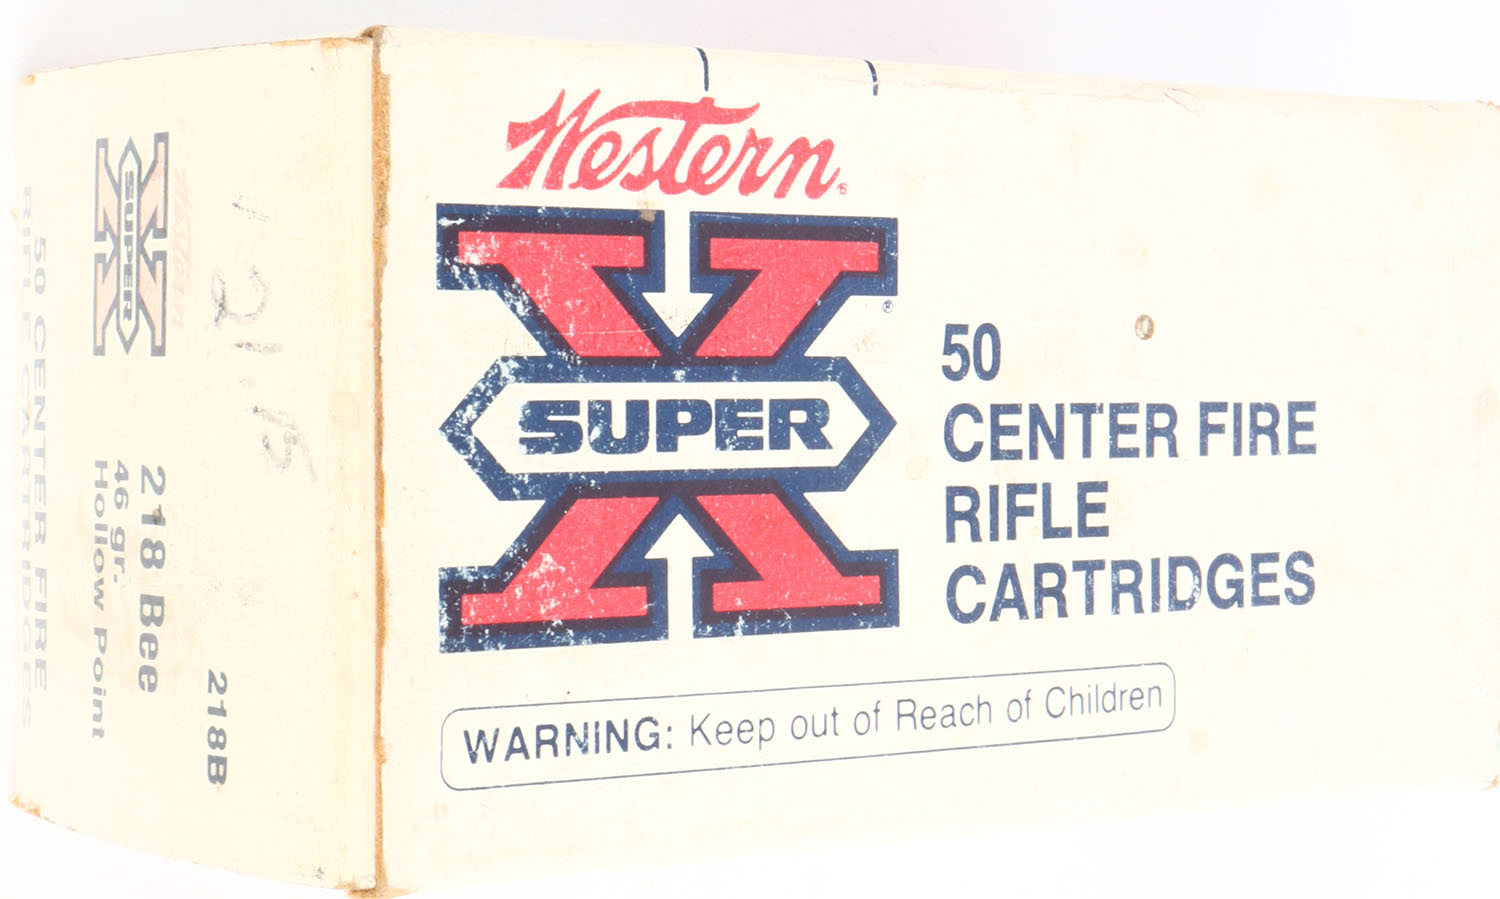 Western
SUPER
50
CENTER FIRE
RIFLE
CARTRIDGES
WARNING: Keep out of Reach of Children
SUPER
218B
218 Bee
46 gr.
Hollow Point
50 CENTER FIRE
RIFLE CARTRIDGES